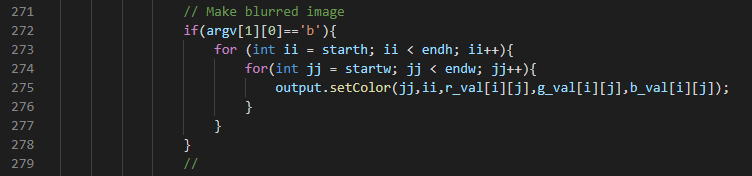 271 // Make blurred image
272 if(argv[1][0]=='b'){
273 for (int ii = starth; ii < endh; ii++){
274 for(int jj = startw; jj < endw; jj++){
275 output.setColor(jj,ii,r_val[i][j],g_val[i][j],b_val[i][j]);
276 }
277 }
278 }
279 //